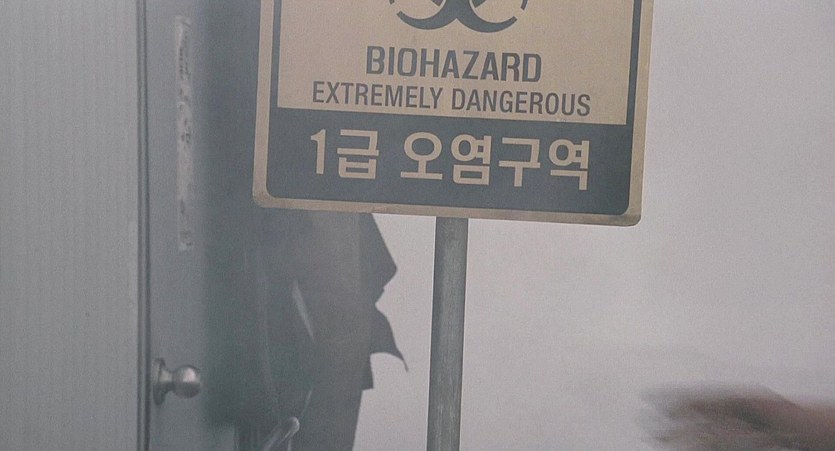 BIOHAZARD
EXTREMELY DANGEROUS
1급 오염구역